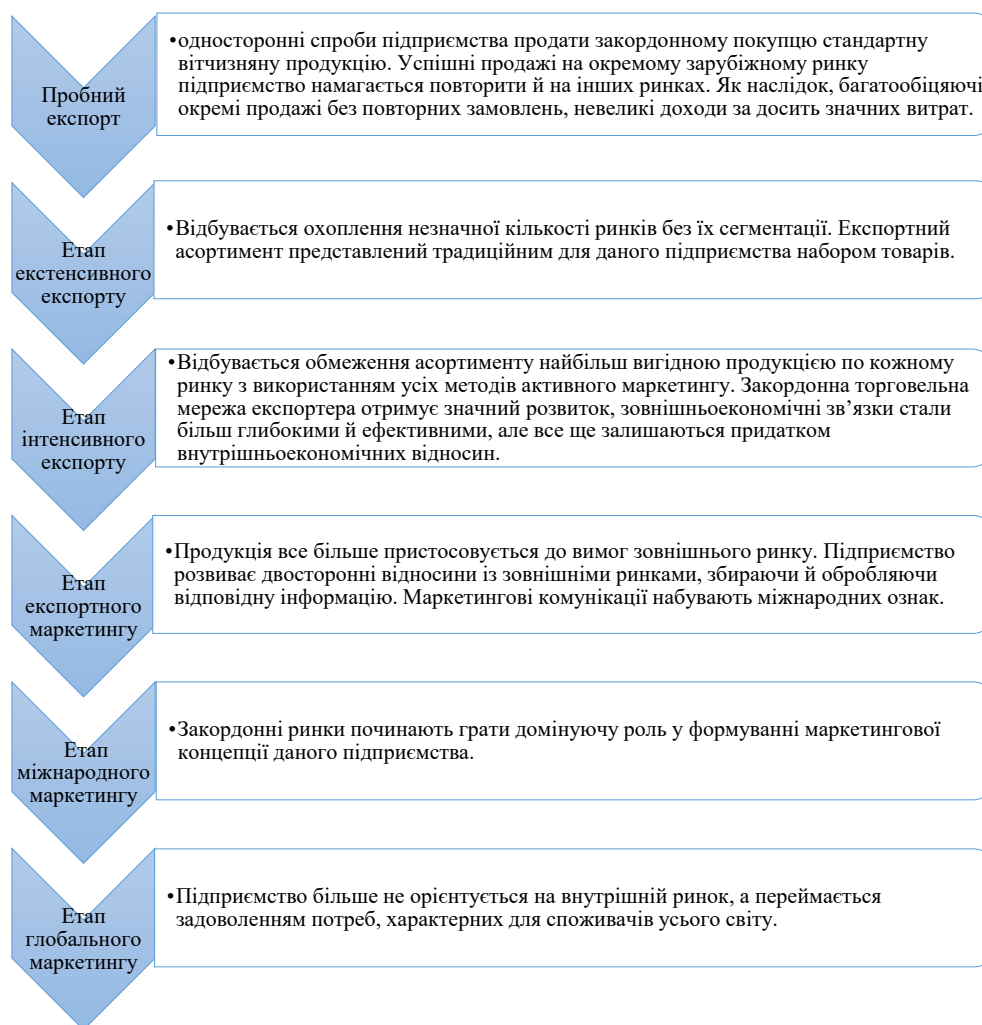 Пробний
експорт
•односторонні спроби підприємства продати закордонному покупцю стандартну
вітчизняну продукцію. Успішні продажі на окремому зарубіжному ринку
підприємство намагається повторити й на інших ринках. Як наслідок, багатообіцяючі
окремі продажі без повторних замовлень, невеликі доходи за досить значних витрат.
Етап
екстенсивного
експорту
•Відбувається охоплення незначної кількості ринків без їх сегментації. Експортний
асортимент представлений традиційним для даного підприємства набором товарів.
Етап
інтенсивного
експорту
•Відбувається обмеження асортименту найбільш вигідною продукцією по кожному
ринку з використанням усіх методів активного маркетингу. Закордонна торговельна
мережа експортера отримує значний розвиток, зовнішньоекономічні зв’язки стали
більш глибокими й ефективними, але все ще залишаються придатком
внутрішньоекономічних відносин.
Етап
експортного
маркетингу
•Продукція все більше пристосовується до вимог зовнішнього ринку. Підприємство
розвиває двосторонні відносини із зовнішніми ринками, збираючи й обробляючи
відповідну інформацію. Маркетингові комунікації набувають міжнародних ознак.
Етап
міжнародного
маркетингу
•Закордонні ринки починають грати домінуючу роль у формуванні маркетингової
концепції даного підприємства.
Етап
глобального
маркетингу
•Підприємство більше не орієнтується на внутрішній ринок, а переймається
задоволенням потреб, характерних для споживачів усього світу.